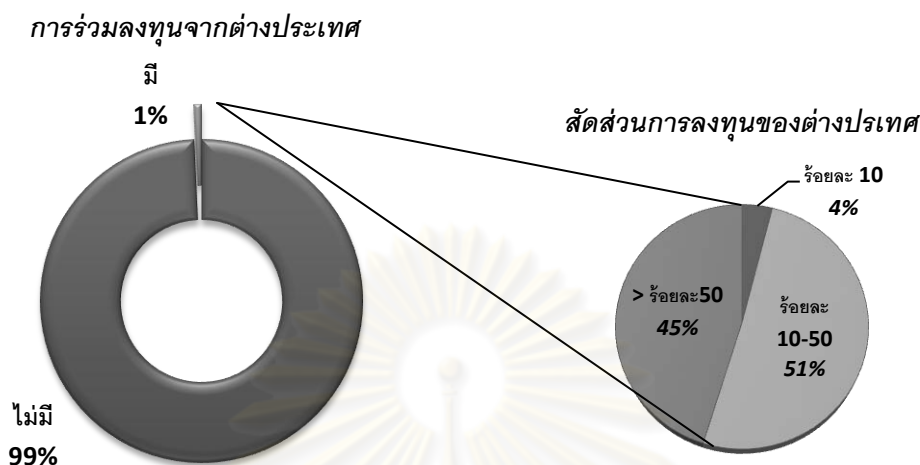 การร่วมลงทุนจากต่างประเทศ
มี
1%
ไม่มี
99%
สัดส่วนการลงทุนของต่างปรเทศ
ร้อยละ 10
4%
> ร้อยละ50
45%
ร้อยละ
10-50
51%